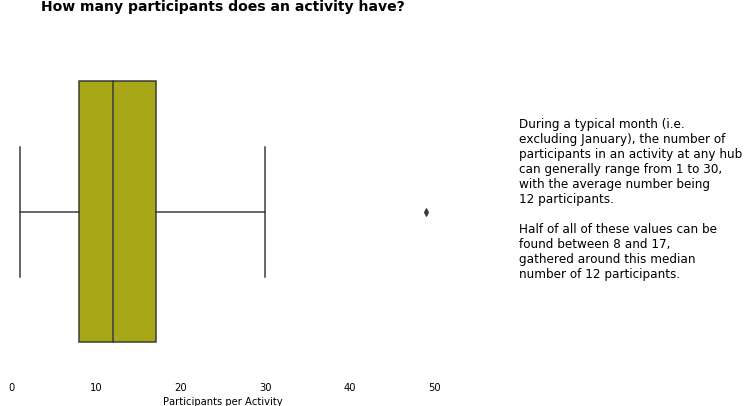 How many participants does an activity have?
During a typical month (i.e.
excluding January), the number of
participants in an activity at any hub
can generally range from 1 to 30,
with the average number being
12 participants.
Half of all of these values can be
found between 8 and 17,
gathered around this median
number of 12 participants.
0 10 20 30 40 50
Participants per Activity